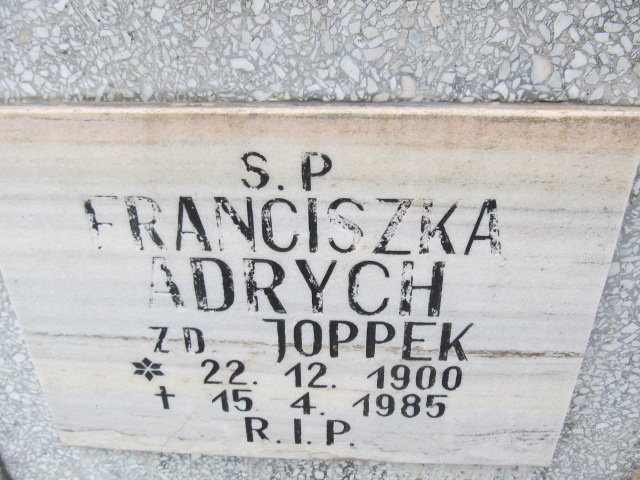 S.P
FRANCISZKA
ADRYCH
ZD JOPPEK
* 22. 12. 1900
† 15. 4. 1985
R.I.P.